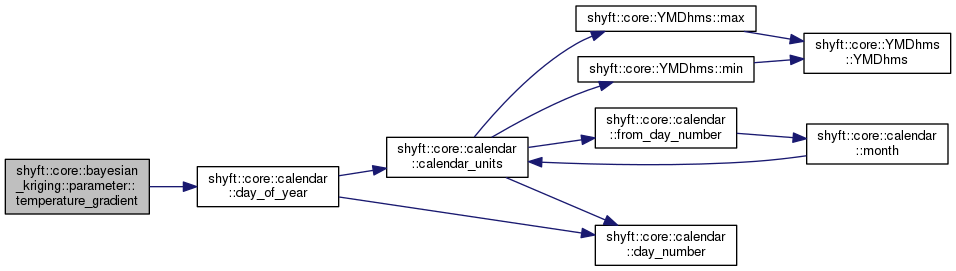 shyft::core::bayesian
_kriging::parameter::
temperature_gradient
shyft::core::calendar
::day_of_year
shyft::core::calendar
::calendar_units
shyft::core::YMDhms::max
shyft::core::YMDhms::min
shyft::core::YMDhms
::YMDhms
shyft::core::calendar
::from_day_number
shyft::core::calendar
::month
shyft::core::calendar
::day_number